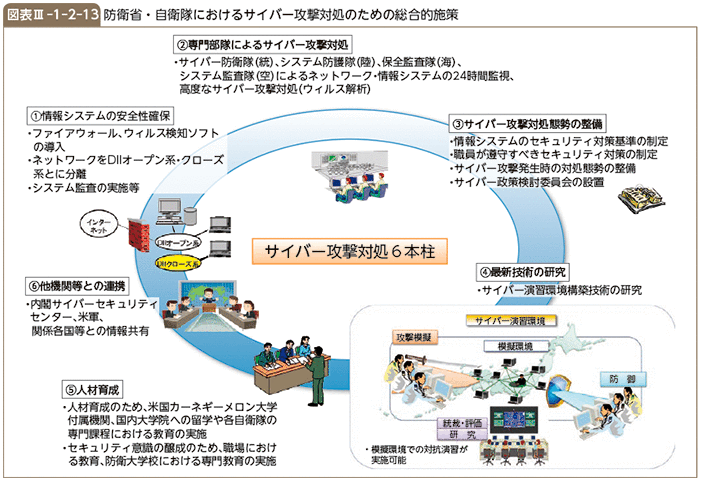 図表Ⅲ-1-2-13 防衛省・自衛隊におけるサイバー攻撃対処のための総合的施策
②専門部隊によるサイバー攻撃対処
・サイバー防衛隊(統)、システム防護隊(陸)、保全監査隊(海)、
システム監査隊(空)によるネットワーク・情報システムの24時間監視、
高度なサイバー攻撃対処(ウィルス解析)
①情報システムの安全性確保
・ファイアウォール、ウィルス検知ソフト
の導入
・ネットワークをDIIオープン系・クローズ
系とに分離
・システム監査の実施等
インター
ネット
DIIオープン系
DIIクローズ系
③サイバー攻撃対処態勢の整備
・情報システムのセキュリティ対策基準の制定
・職員が遵守すべきセキュリティ対策の制定
・サイバー攻撃発生時の対処態勢の整備
・サイバー政策検討委員会の設置
サイバー攻撃対処6本柱
④最新技術の研究
・サイバー演習環境構築技術の研究
サイバー演習環境
攻撃模擬
模擬環境
防御
統裁・評価
研究
・模擬環境での対抗演習が
実施可能
⑥他機関等との連携
・内閣サイバーセキュリティ
センター、米軍、
関係各国等との情報共有
⑤人材育成
・人材育成のため、米国カーネギーメロン大学
付属機関、国内大学院への留学や各自衛隊の
専門課程における教育の実施
・セキュリティ意識の醸成のため、職場におけ
る教育、防衛大学校における専門教育の実施